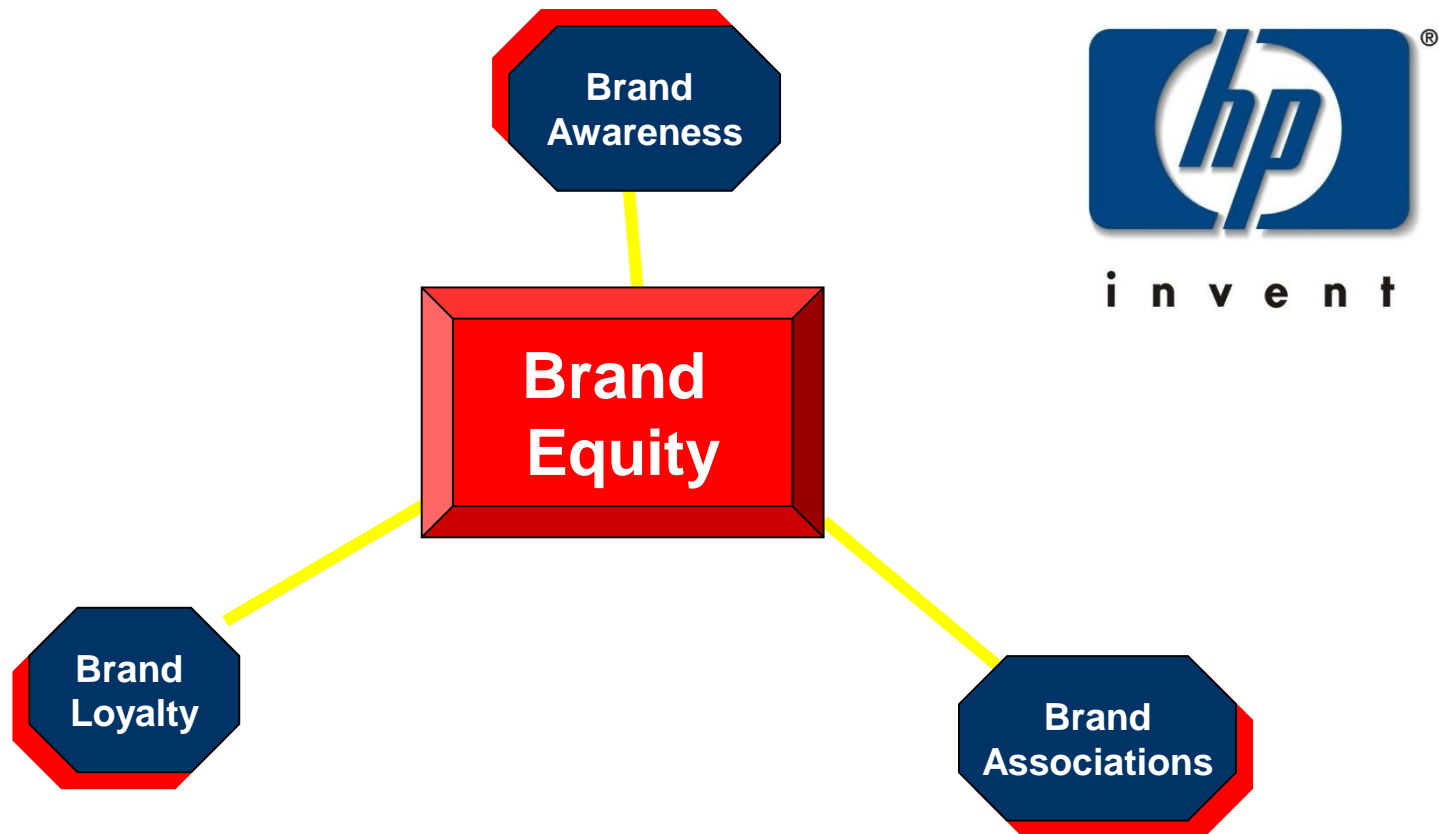 Brand
Awareness
hp
®
invent
Brand
Equity
Brand
Loyalty
Brand
Associations